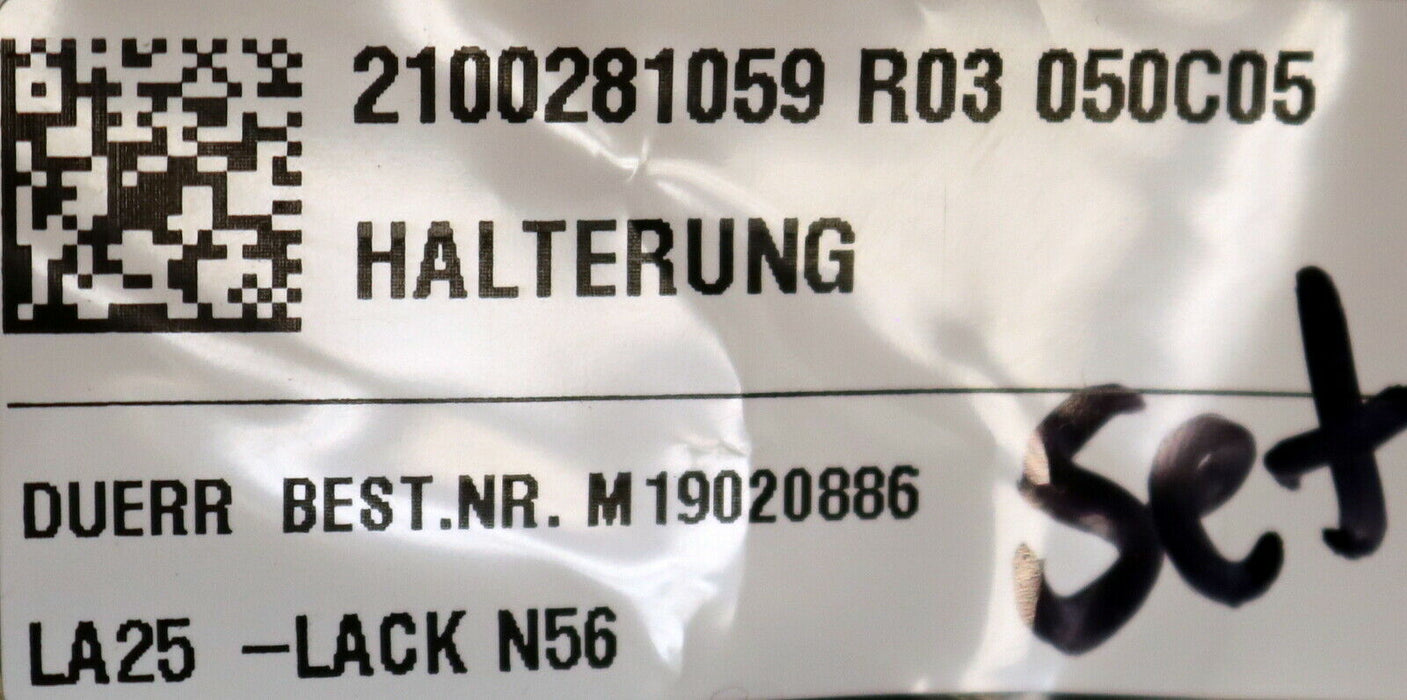 2100281059 R03 050C05
HALTERUNG
set
DUERR BEST.NR. M19020886
LA25 -LACK N56